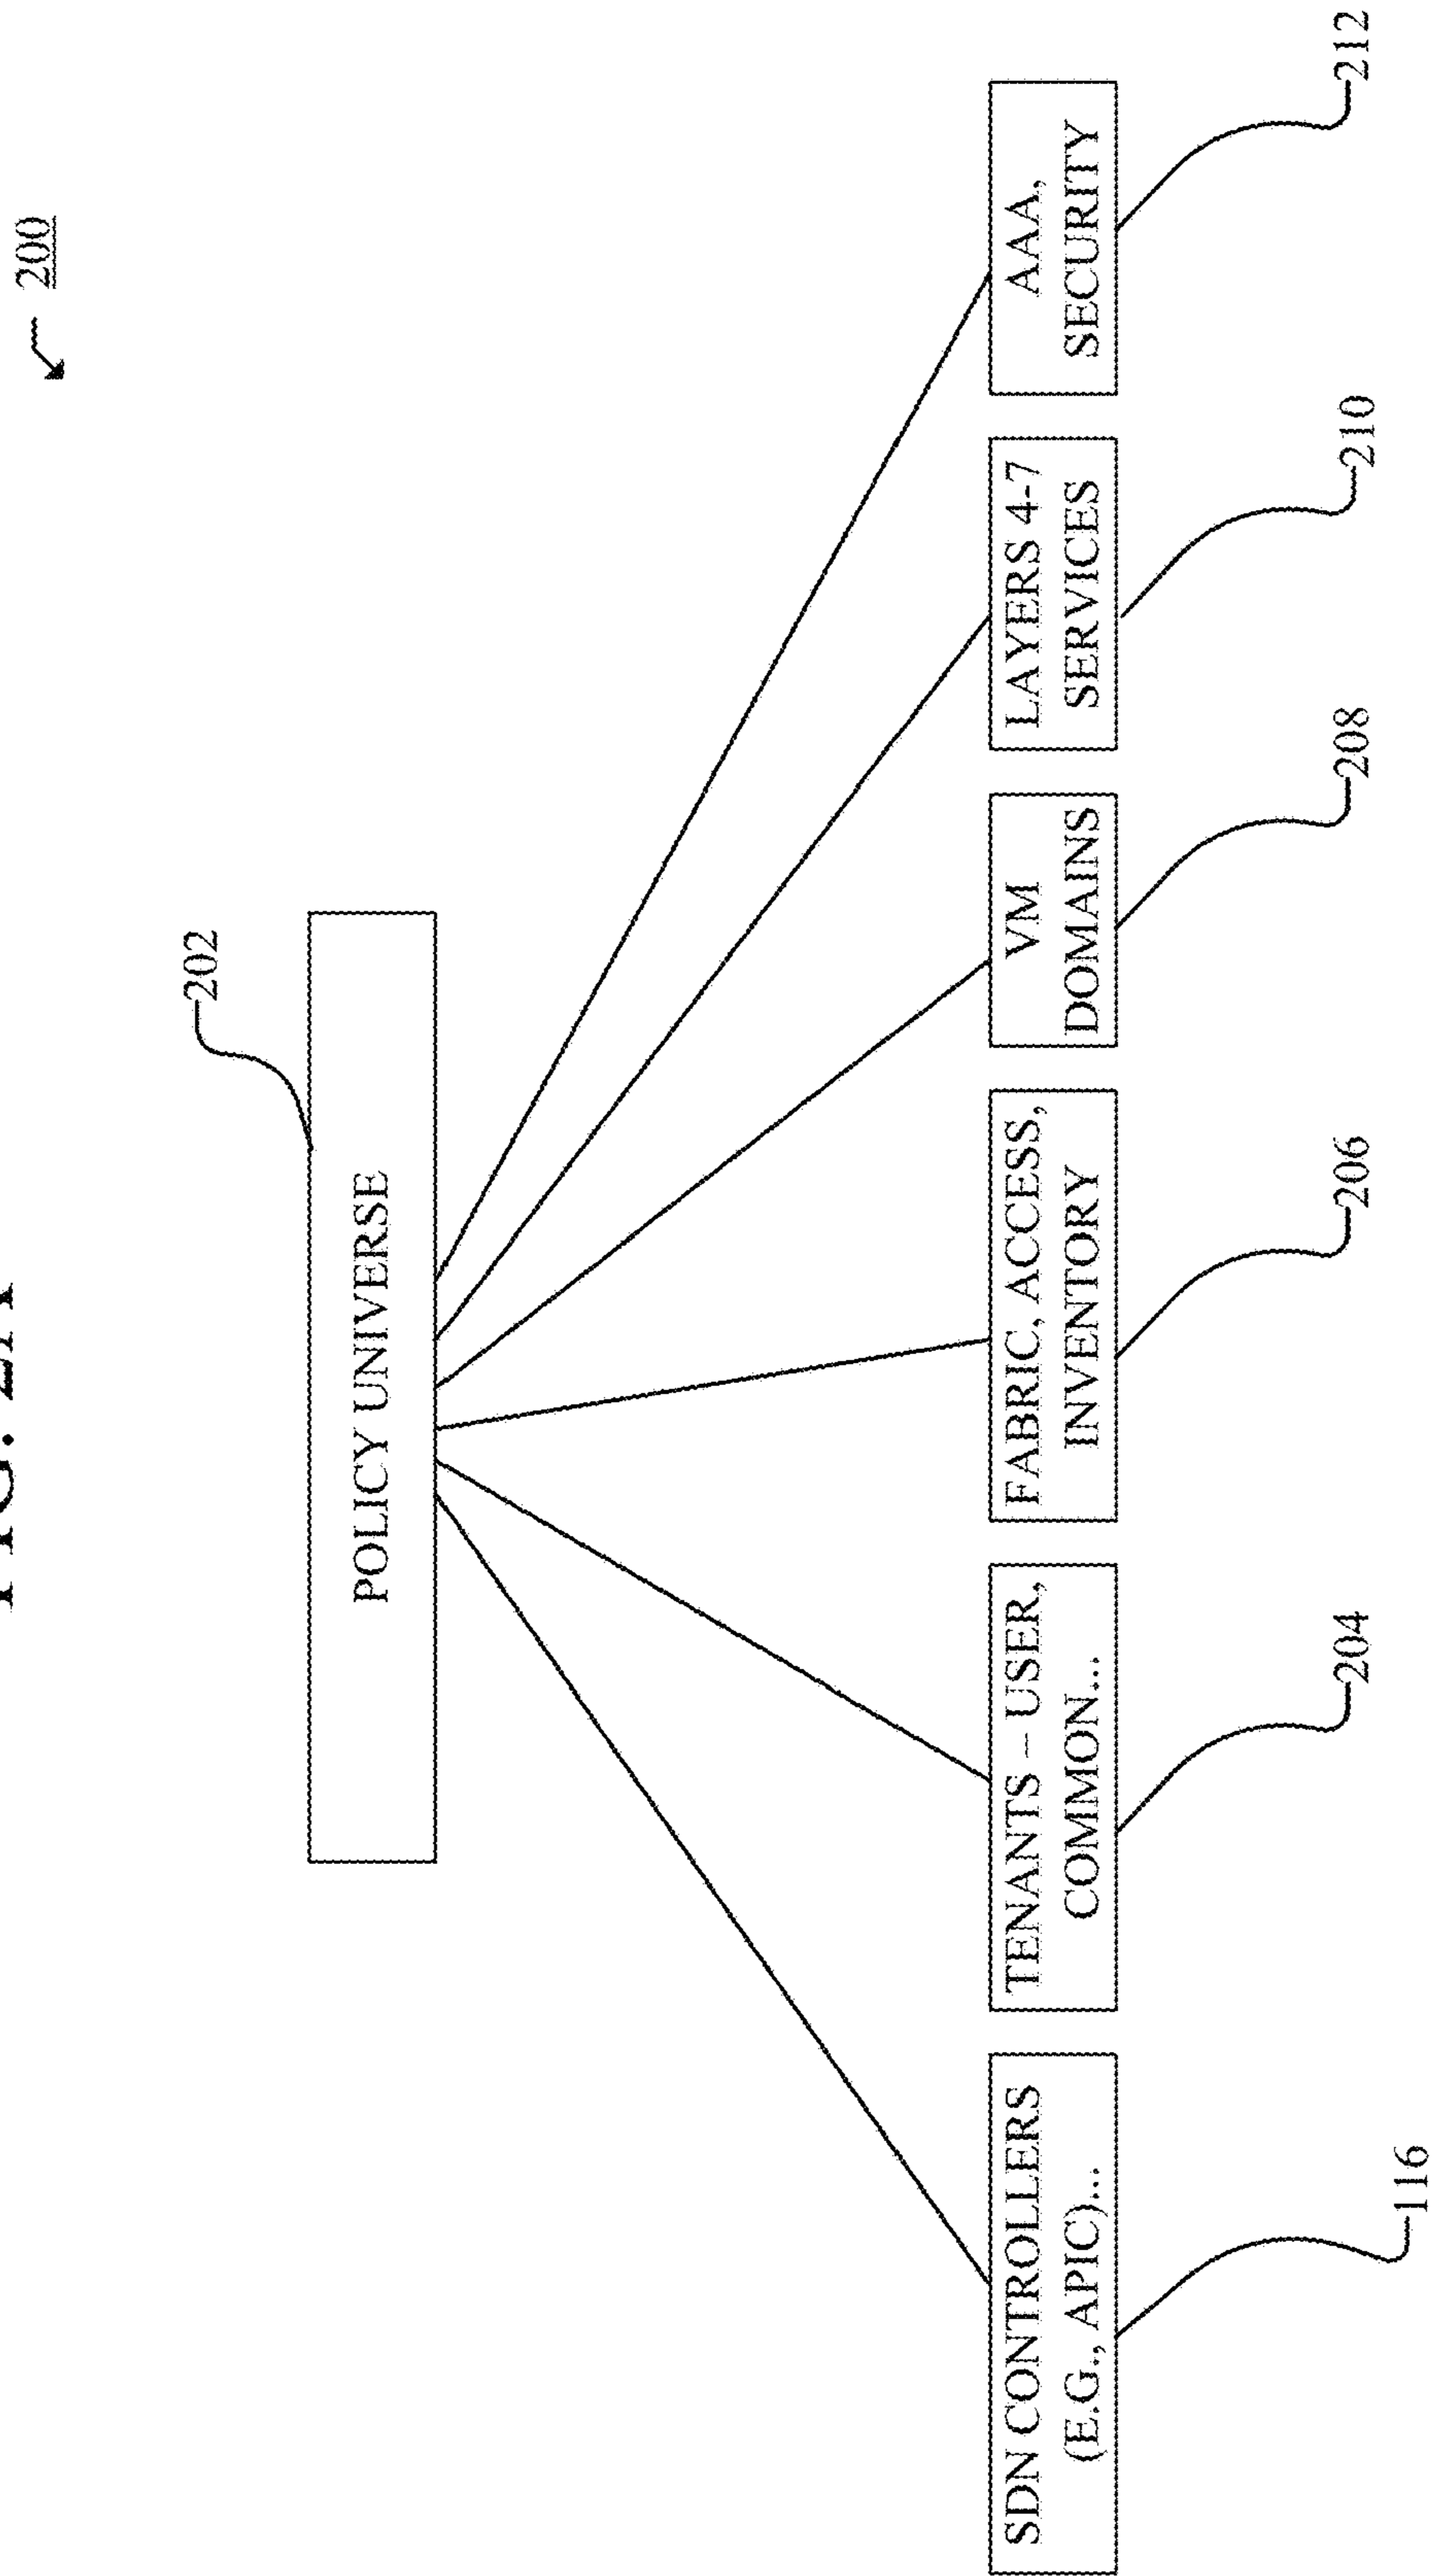 FIG. 2A
200
202
POLICY UNIVERSE
SDN CONTROLLERS
(E.G., APIC)...
116
TENANTS – USER,
COMMON...
204
FABRIC, ACCESS,
INVENTORY
206
VM
DOMAINS
208
LAYERS 4-7
SERVICES
210
AAA,
SECURITY
212